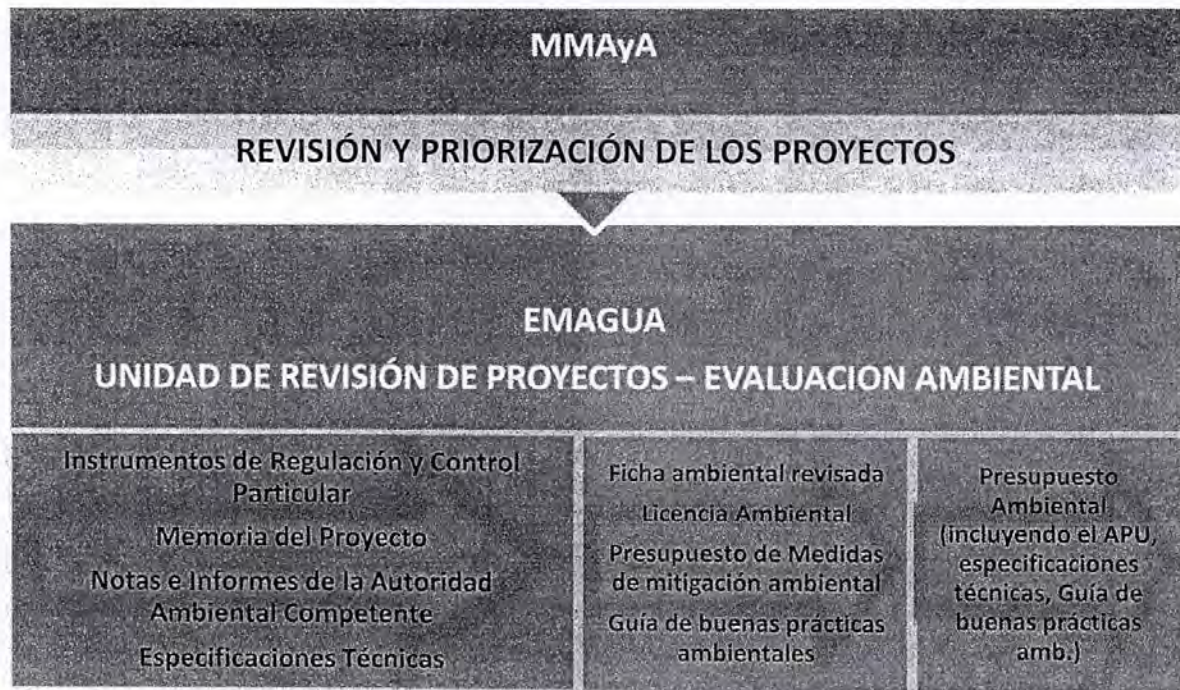 MMAyA
REVISIÓN Y PRIORIZACIÓN DE LOS PROYECTOS
EMAGUA
UNIDAD DE REVISIÓN DE PROYECTOS – EVALUACION AMBIENTAL
Instrumentos de Regulación y Control
Particular
Memoria del Proyecto
Notas e Informes de la Autoridad
Ambiental Competente
Especificaciones Técnicas
Ficha ambiental revisada
Licencia Ambiental
Presupuesto de Medidas
de mitigación ambiental
Guía de buenas prácticas
ambientales
Presupuesto
Ambiental
(incluyendo el APU,
especificaciones
técnicas, Guía de
buenas prácticas
amb.)